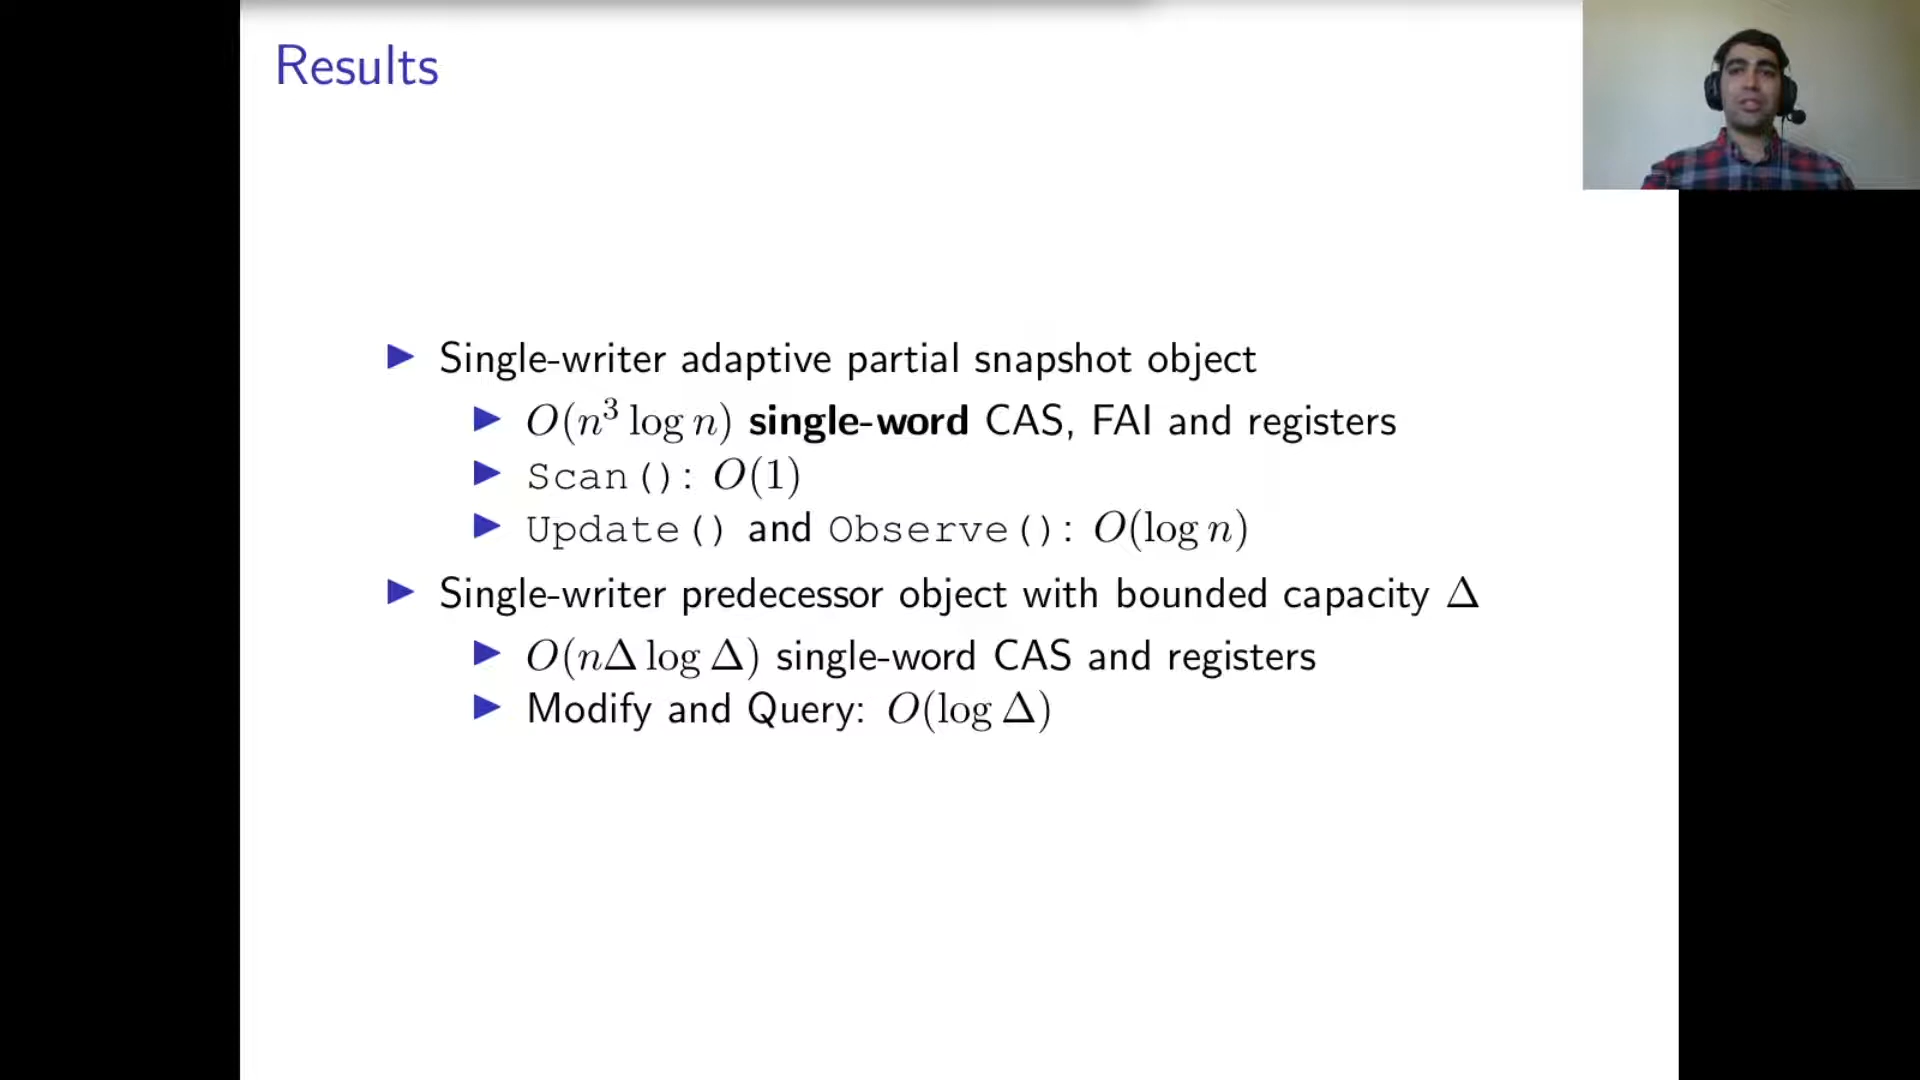 Results
▶ Single-writer adaptive partial snapshot object
▶ O(n³ log n) single-word CAS, FAI and registers
▶ Scan(): O(1)
▶ Update() and Observe(): O(log n)
▶ Single-writer predecessor object with bounded capacity Δ
▶ O(nΔ log Δ) single-word CAS and registers
▶ Modify and Query: O(log Δ)